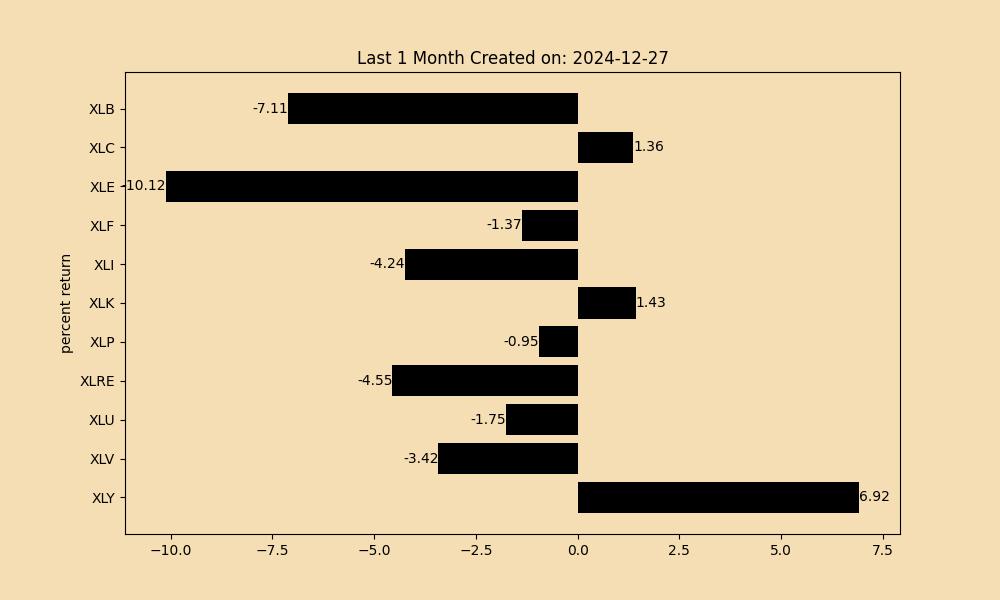 Last 1 Month Created on: 2024-12-27
percent return
XLB -7.11
XLC 1.36
XLE -10.12
XLF -1.37
XLI -4.24
XLK 1.43
XLP -0.95
XLRE -4.55
XLU -1.75
XLV -3.42
XLY 6.92
−10.0 −7.5 −5.0 −2.5 0.0 2.5 5.0 7.5